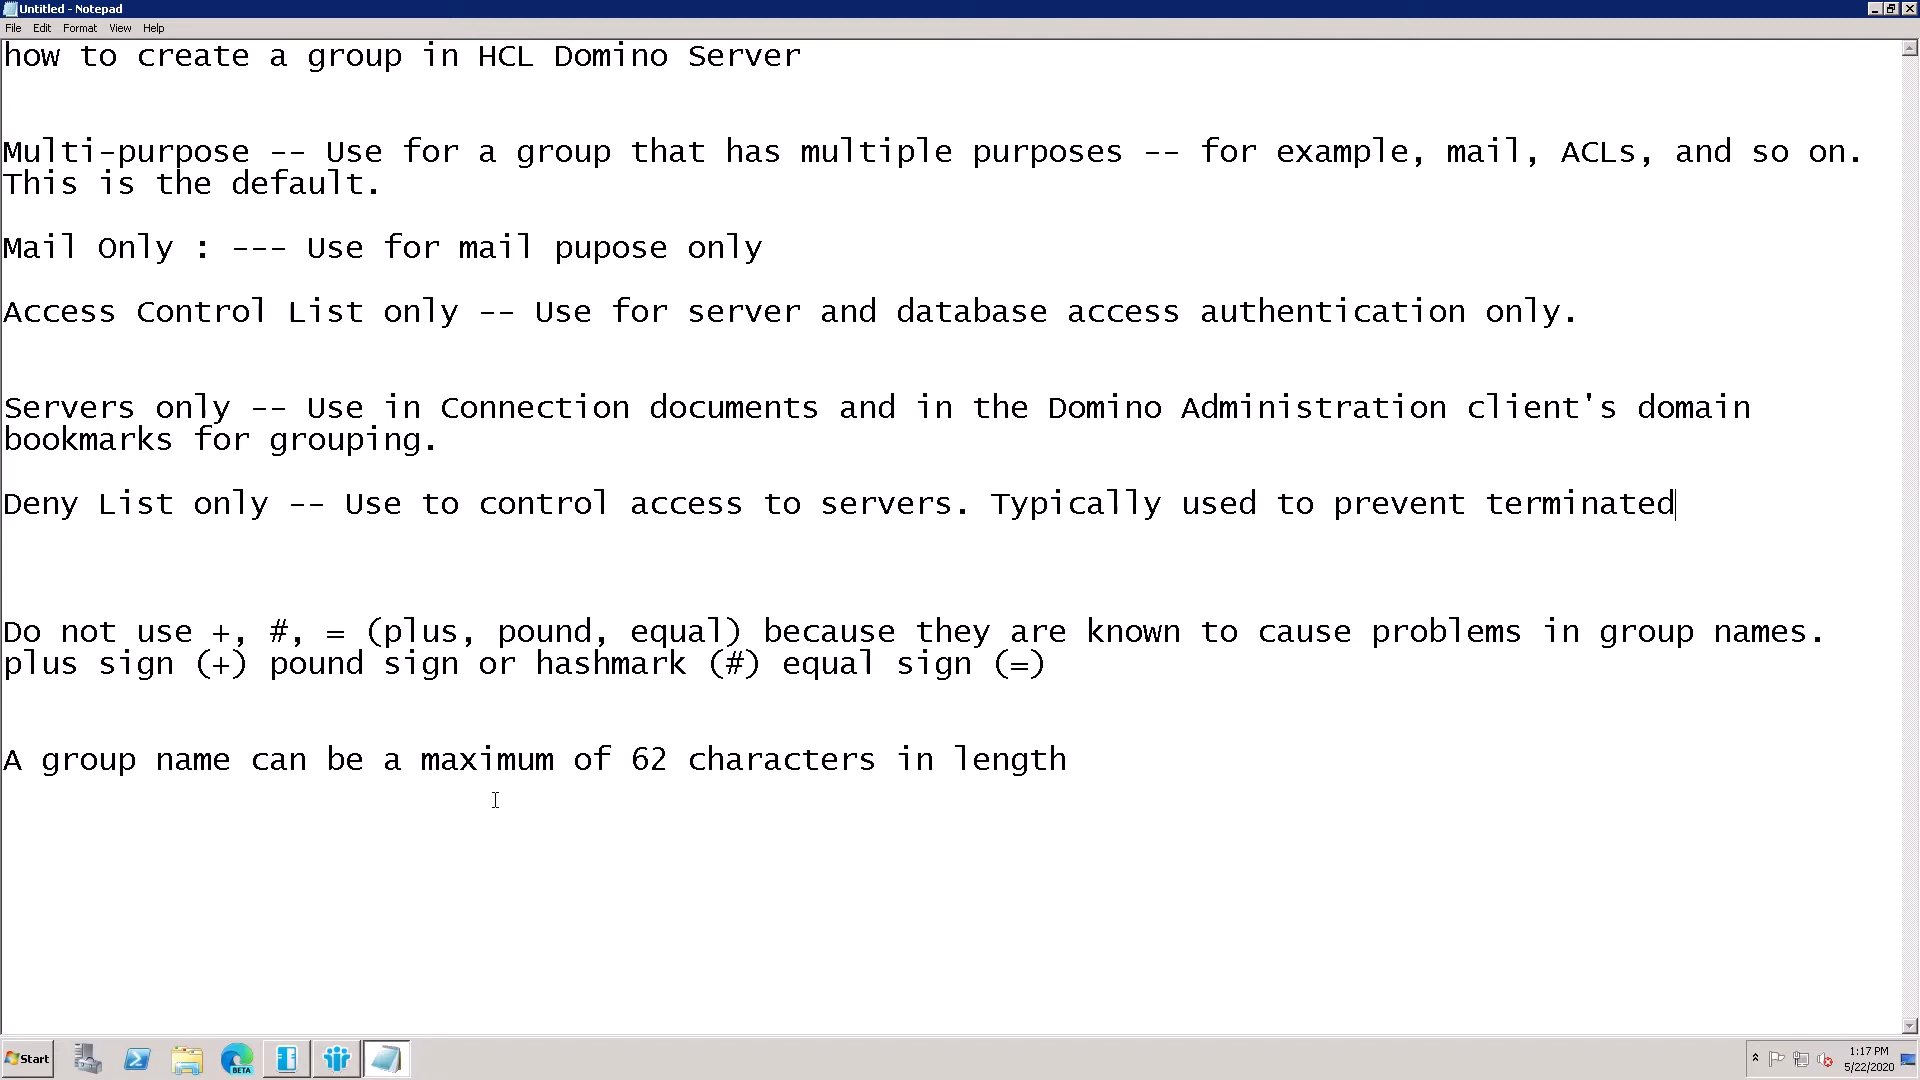 Untitled - Notepad
File Edit Format View Help
how to create a group in HCL Domino Server
Multi-purpose -- Use for a group that has multiple purposes -- for example, mail, ACLs, and so on.
This is the default.
Mail Only : --- Use for mail pupose only
Access Control List only -- Use for server and database access authentication only.
Servers only -- Use in Connection documents and in the Domino Administration client's domain
bookmarks for grouping.
Deny List only -- Use to control access to servers. Typically used to prevent terminated
Do not use +, #, = (plus, pound, equal) because they are known to cause problems in group names.
plus sign (+) pound sign or hashmark (#) equal sign (=)
A group name can be a maximum of 62 characters in length
Start
BETA
1:17 PM
5/22/2020